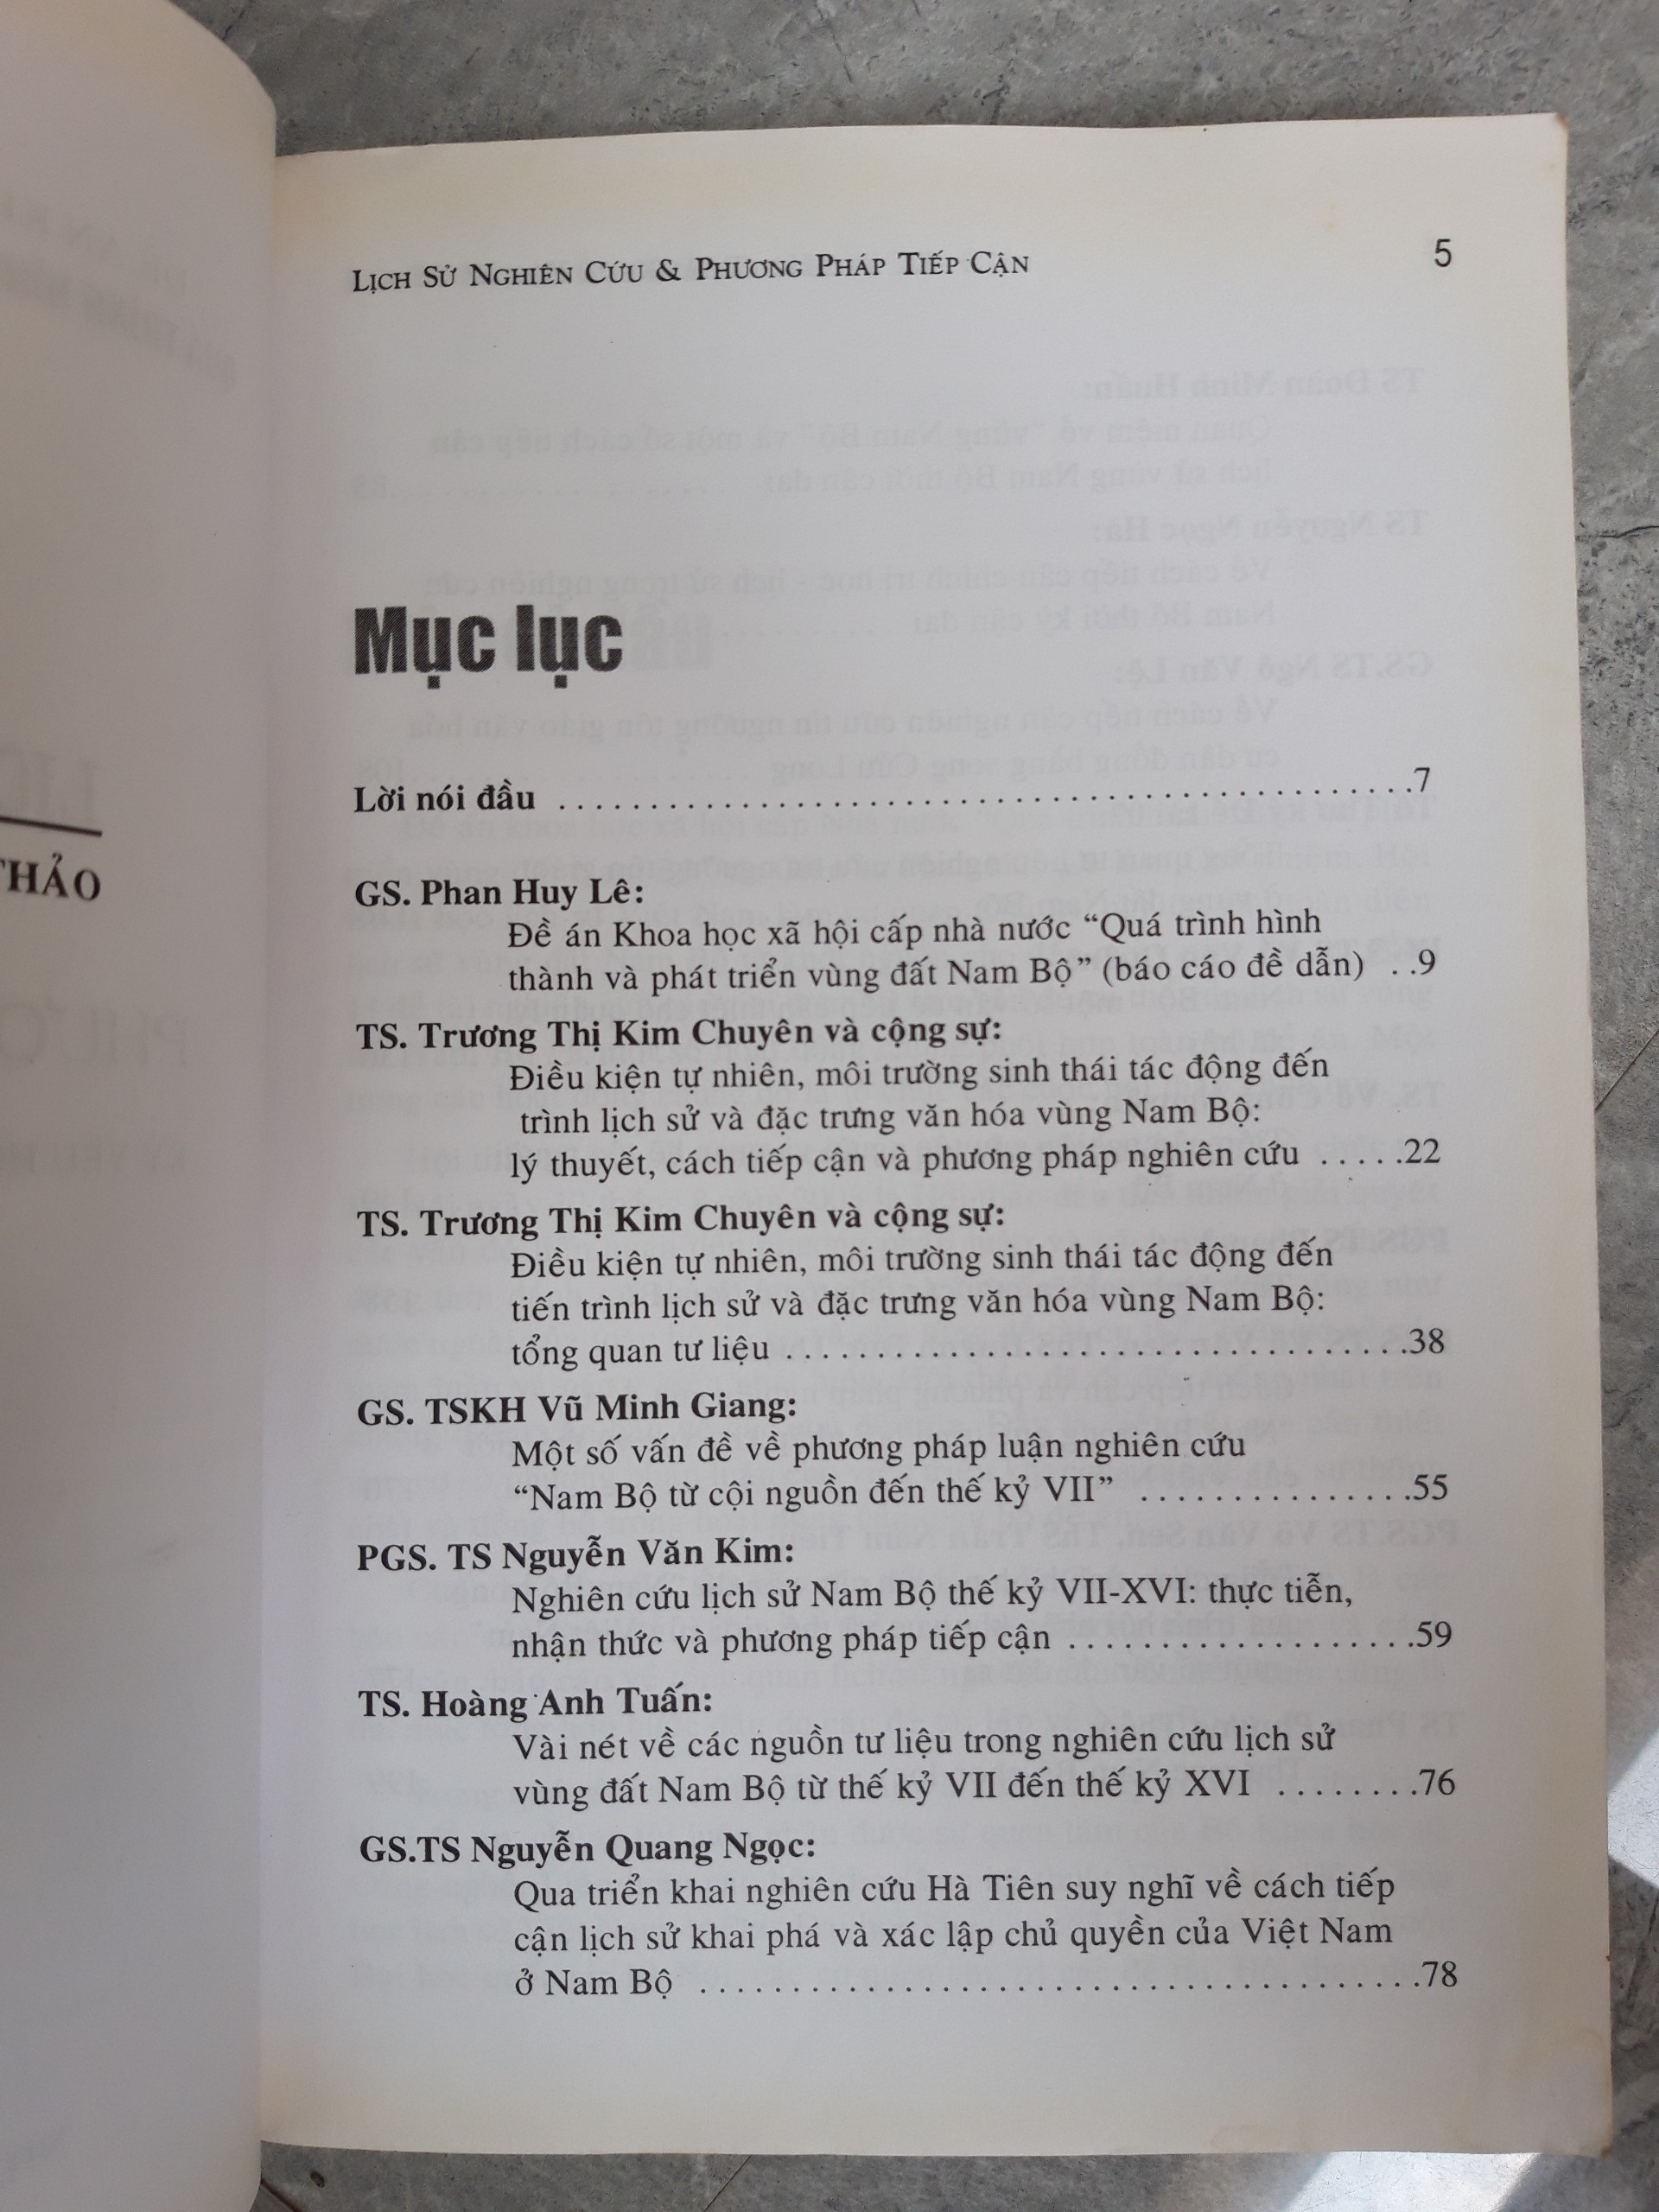 LỊCH SỬ NGHIÊN CỨU & PHƯƠNG PHÁP TIẾP CẬN 5
THẢO
Mục lục
Lời nói đầu ...............................................7
GS. Phan Huy Lê:
Đề án Khoa học xã hội cấp nhà nước “Quá trình hình
thành và phát triển vùng đất Nam Bộ” (báo cáo đề dẫn) . .9
TS. Trương Thị Kim Chuyên và cộng sự:
Điều kiện tự nhiên, môi trường sinh thái tác động đến
trình lịch sử và đặc trưng văn hóa vùng Nam Bộ:
lý thuyết, cách tiếp cận và phương pháp nghiên cứu .....22
TS. Trương Thị Kim Chuyên và cộng sự:
Điều kiện tự nhiên, môi trường sinh thái tác động đến
tiến trình lịch sử và đặc trưng văn hóa vùng Nam Bộ:
tổng quan tư liệu ..................................38
GS. TSKH Vũ Minh Giang:
Một số vấn đề về phương pháp luận nghiên cứu
“Nam Bộ từ cội nguồn đến thế kỷ VII” ...............55
PGS. TS Nguyễn Văn Kim:
Nghiên cứu lịch sử Nam Bộ thế kỷ VII-XVI: thực tiễn,
nhận thức và phương pháp tiếp cận ...................59
TS. Hoàng Anh Tuấn:
Vài nét về các nguồn tư liệu trong nghiên cứu lịch sử
vùng đất Nam Bộ từ thế kỷ VII đến thế kỷ XVI ........76
GS.TS Nguyễn Quang Ngọc:
Qua triển khai nghiên cứu Hà Tiên suy nghĩ về cách tiếp
cận lịch sử khai phá và xác lập chủ quyền của Việt Nam
ở Nam Bộ .......................................78